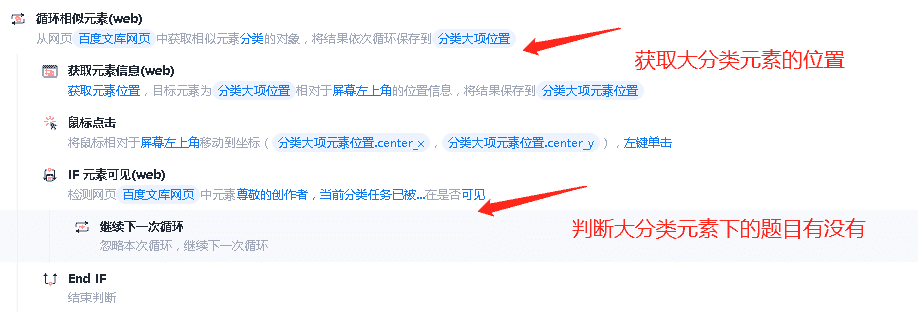 循环相似元素(web)
从网页 百度文库网页 中获取相似元素分类的对象，将结果依次循环保存到 分类大项位置
获取大分类元素的位置
获取元素信息(web)
获取元素位置，目标元素为 分类大项位置 相对于屏幕左上角的位置信息，将结果保存到 分类大项元素位置
鼠标点击
将鼠标相对于屏幕左上角移动到坐标（ 分类大项元素位置.center_x ， 分类大项元素位置.center_y ），左键单击
IF 元素可见(web)
检测网页 百度文库网页 中元素尊敬的创作者，当前分类任务已被...在是否可见
继续下一次循环
忽略本次循环，继续下一次循环
判断大分类元素下的题目有没有
End IF
结束判断